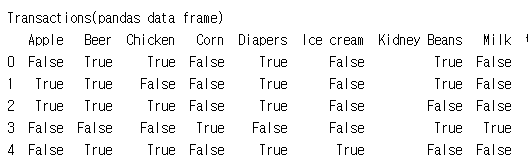 Transactions(pandas data frame)
Apple Beer Chicken Corn Diapers Ice cream Kidney Beans Milk
0 False True True False True False True False
1 True True False False True False True False
2 True True True False True False False False
3 False False False True False False True True
4 False True True False True True False False